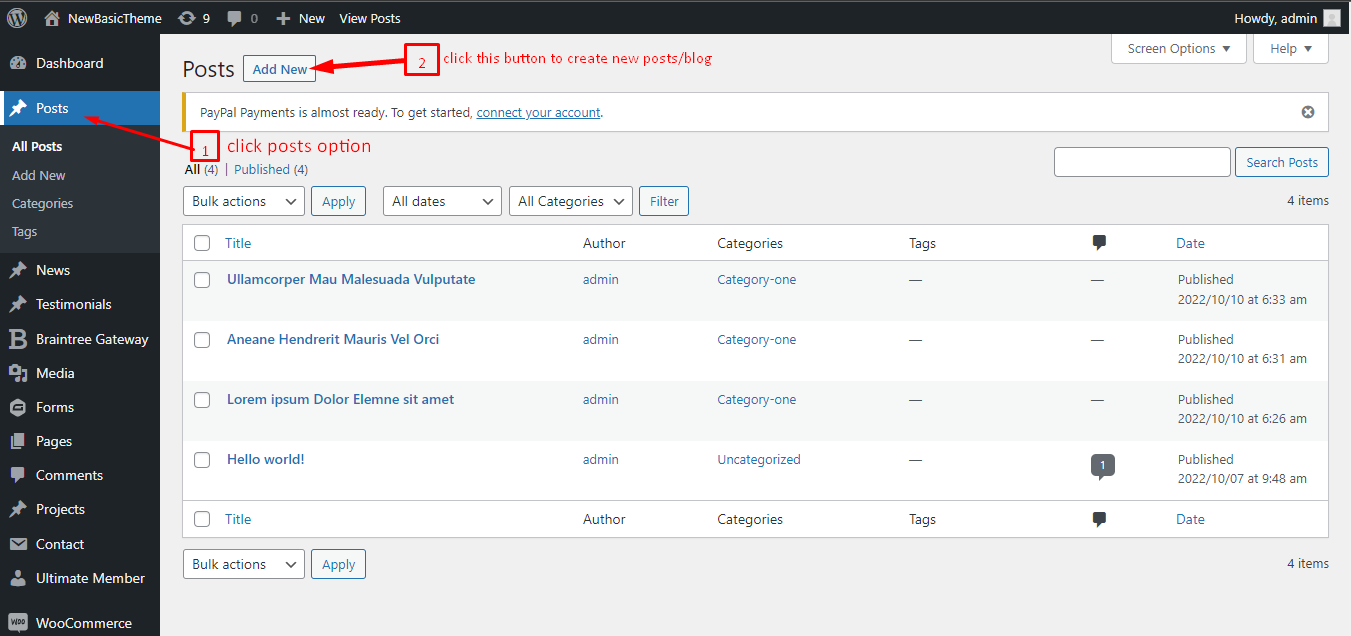 NewBasicTheme 9 0 New View Posts Howdy, admin
Screen Options Help
Dashboard
Posts
All Posts
Add New
Categories
Tags
News
Testimonials
Braintree Gateway
Media
Forms
Pages
Comments
Projects
Contact
Ultimate Member
WooCommerce
Posts Add New 2 click this button to create new posts/blog
PayPal Payments is almost ready. To get started, connect your account.
1 click posts option
All (4) | Published (4)
Search Posts
Bulk actions Apply All dates All Categories Filter 4 items
Title Author Categories Tags Date
Ullamcorper Mau Malesuada Vulputate admin Category-one — — Published
2022/10/10 at 6:33 am
Aneane Hendrerit Mauris Vel Orci admin Category-one — — Published
2022/10/10 at 6:31 am
Lorem ipsum Dolor Elemne sit amet admin Category-one — — Published
2022/10/10 at 6:26 am
Hello world! admin Uncategorized — 1 Published
2022/10/07 at 9:48 am
Title Author Categories Tags Date
Bulk actions Apply 4 items